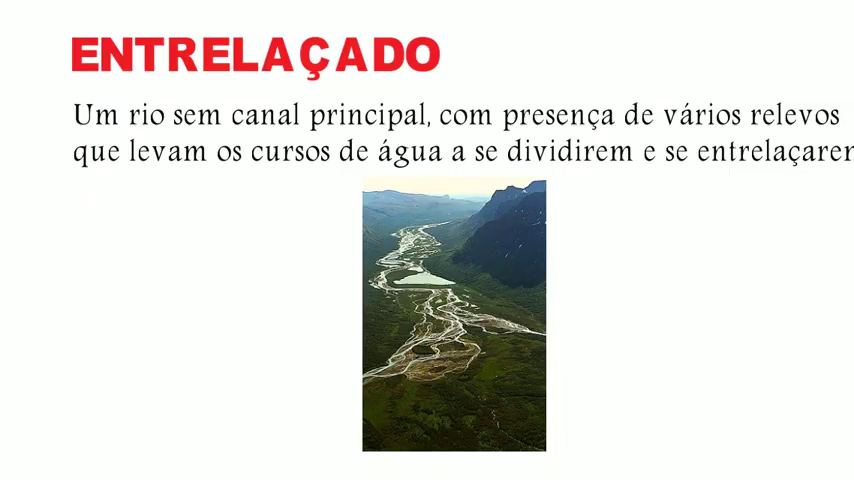 ENTRELAÇADO
Um rio sem canal principal, com presença de vários relevos
que levam os cursos de água a se dividirem e se